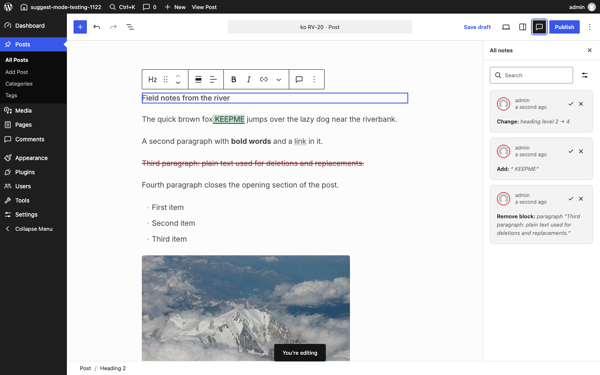 suggest-mode-testing-1122
Ctrl+K
0
New
View Post
admin
Dashboard
Posts
All Posts
Add Post
Categories
Tags
Media
Pages
Comments
Appearance
Plugins
Users
Tools
Settings
Collapse Menu
ko RV-20 · Post
Save draft
Publish
H2
B
I
Field notes from the river
The quick brown fox KEEPME jumps over the lazy dog near the riverbank.
A second paragraph with bold words and a link in it.
Third paragraph: plain text used for deletions and replacements.
Fourth paragraph closes the opening section of the post.
· First item
· Second item
· Third item
You're editing
Post / Heading 2
All notes
Search
admin
a second ago
Change: heading level 2 → 4
admin
a second ago
Add: " KEEPME"
admin
a second ago
Remove block: paragraph "Third
paragraph: plain text used for
deletions and replacements."